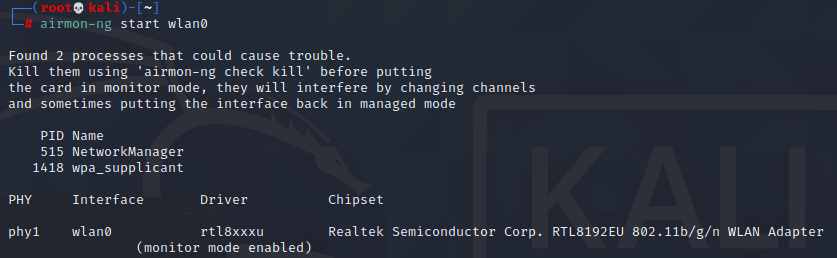 ┌──(root💀kali)-[~]
└─# airmon-ng start wlan0
Found 2 processes that could cause trouble.
Kill them using 'airmon-ng check kill' before putting
the card in monitor mode, they will interfere by changing channels
and sometimes putting the interface back in managed mode
PID Name
515 NetworkManager
1418 wpa_supplicant
PHY Interface Driver Chipset
phy1 wlan0 rtl8xxxu Realtek Semiconductor Corp. RTL8192EU 802.11b/g/n WLAN Adapter
(monitor mode enabled)
KALI